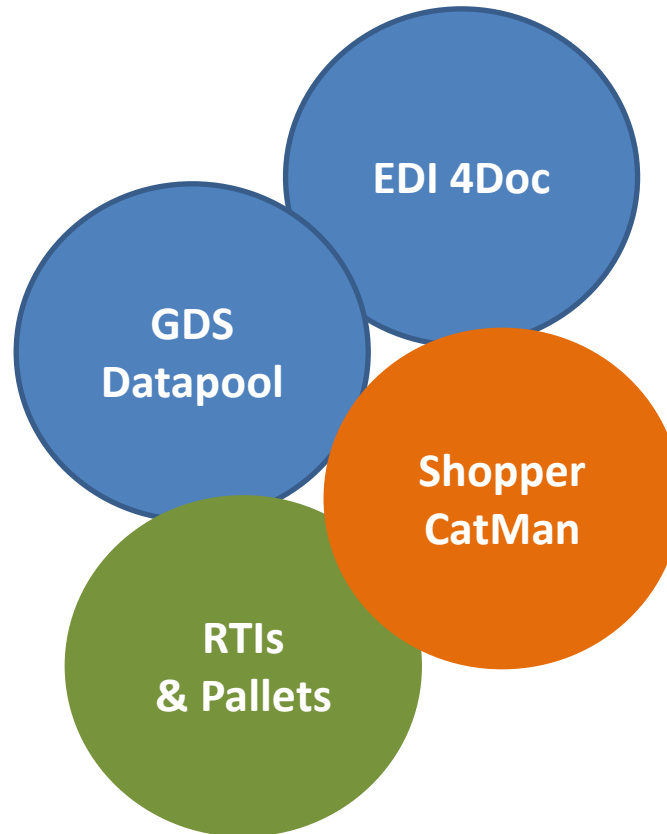 EDI 4Doc
GDS
Datapool
Shopper
CatMan
RTIs
& Pallets